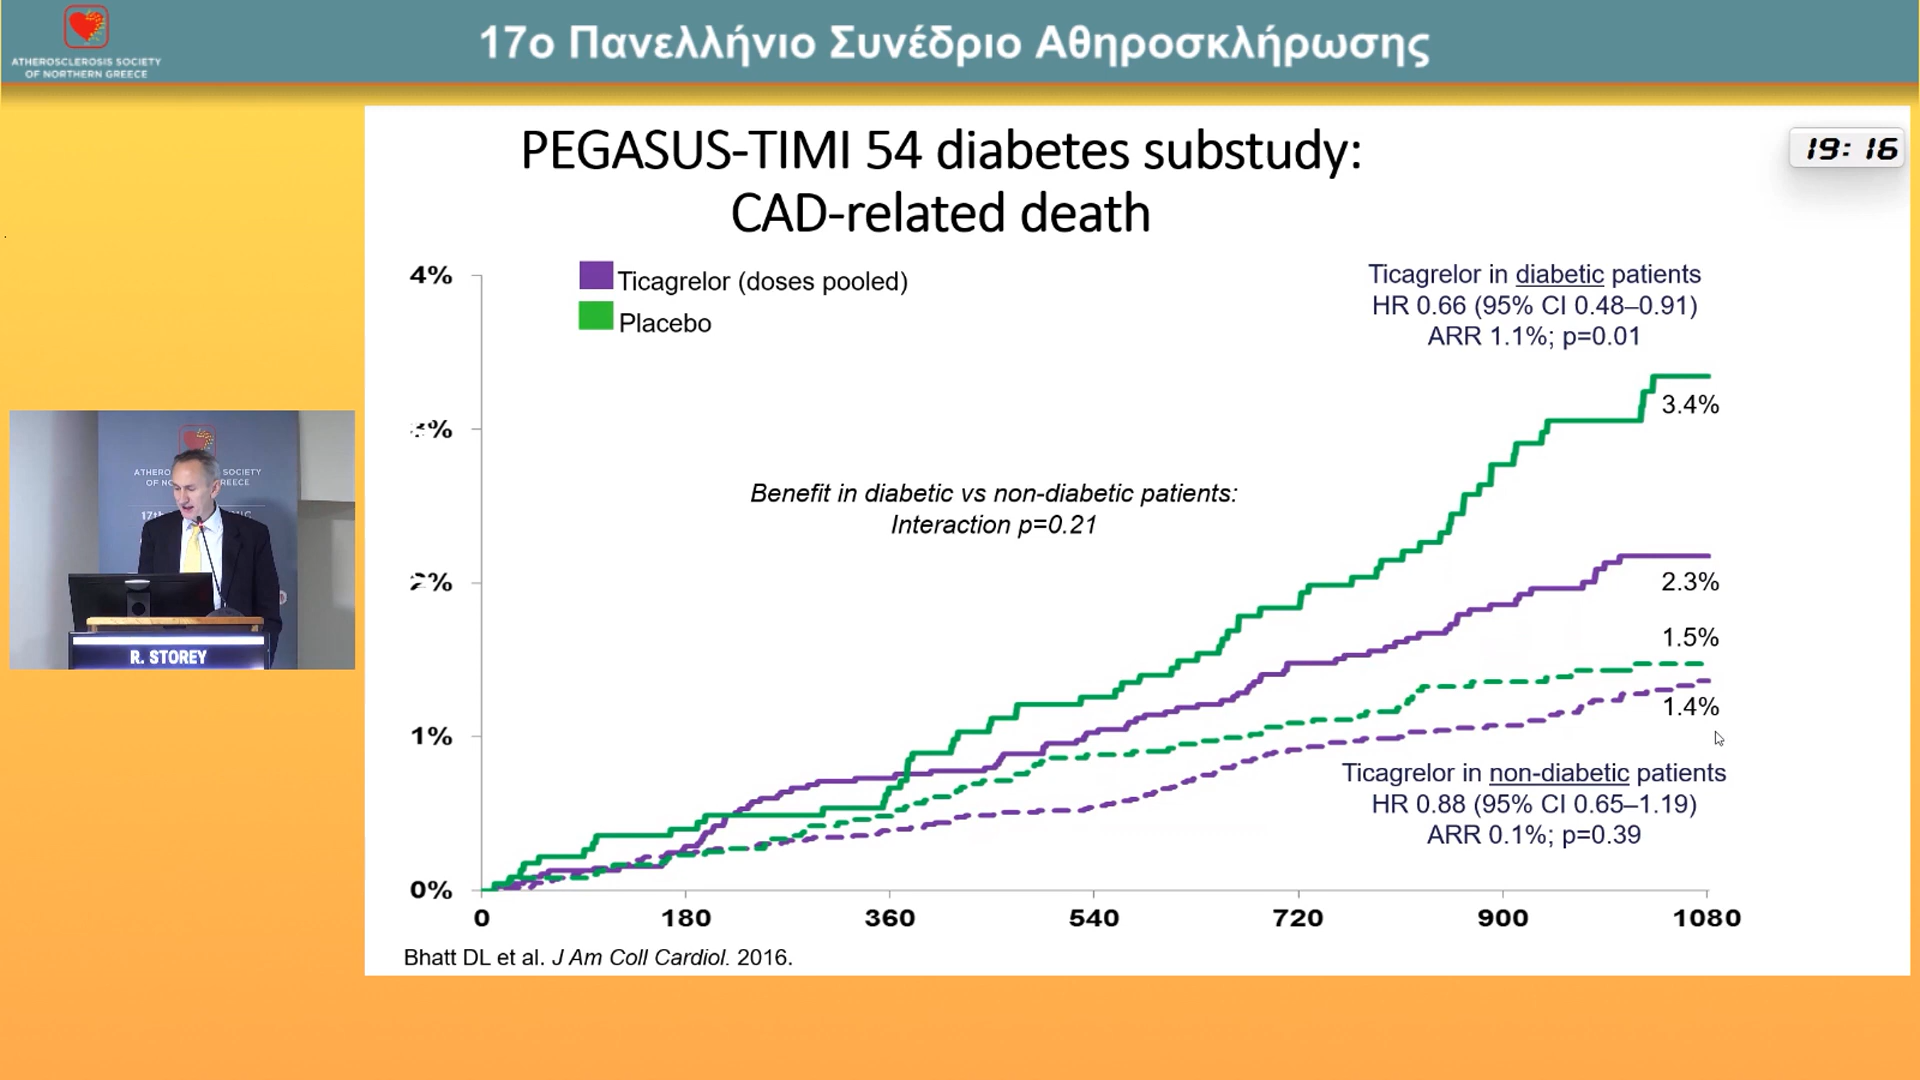 ATHEROSCLEROSIS SOCIETY
OF NORTHERN GREECE
17ο Πανελλήνιο Συνέδριο Αθηροσκλήρωσης
PEGASUS-TIMI 54 diabetes substudy:
CAD-related death
19:16
Ticagrelor (doses pooled)
Placebo
Ticagrelor in diabetic patients
HR 0.66 (95% CI 0.48–0.91)
ARR 1.1%; p=0.01
4%
3%
2%
1%
0%
Benefit in diabetic vs non-diabetic patients:
Interaction p=0.21
3.4%
2.3%
1.5%
1.4%
Ticagrelor in non-diabetic patients
HR 0.88 (95% CI 0.65–1.19)
ARR 0.1%; p=0.39
0 180 360 540 720 900 1080
Bhatt DL et al. J Am Coll Cardiol. 2016.
SOCIETY
17th
R. STOREY